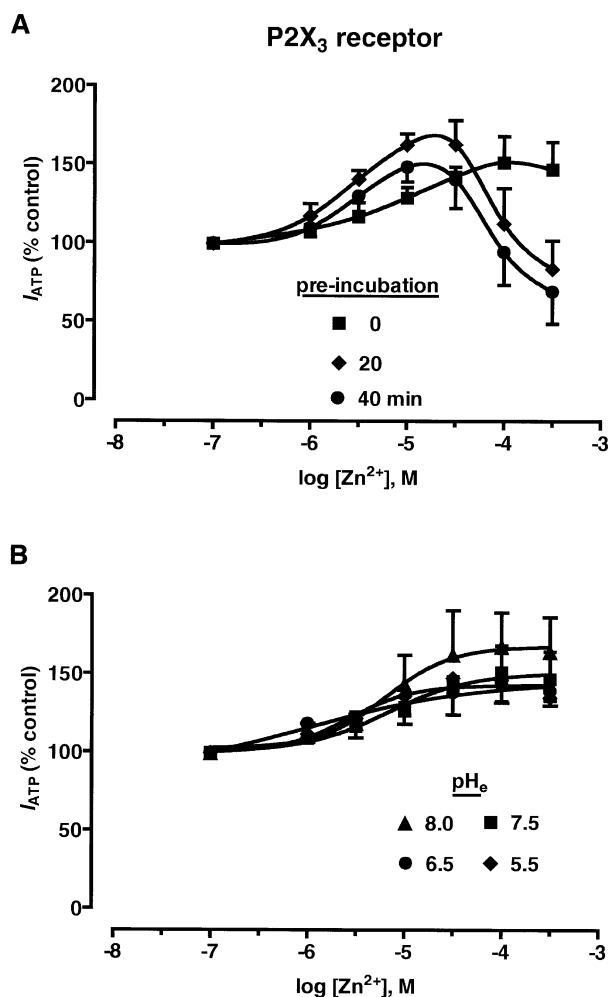 A
P2X₃ receptor
200
150
100
50
0
I_ATP (% control)
pre-incubation
0
20
40 min
-8 -7 -6 -5 -4 -3
log [Zn²⁺], M
B
200
150
100
50
0
I_ATP (% control)
pHₑ
8.0 7.5
6.5 5.5
-8 -7 -6 -5 -4 -3
log [Zn²⁺], M